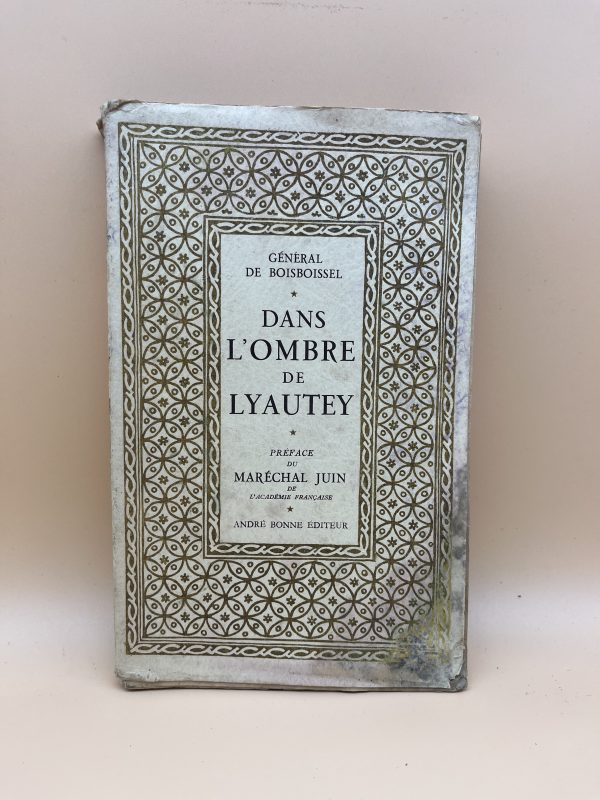 GÉNÉRAL
DE BOISBOISSEL
DANS
L'OMBRE
DE
LYAUTEY
PRÉFACE
DU
MARÉCHAL JUIN
DE
L'ACADÉMIE FRANÇAISE
ANDRÉ BONNE ÉDITEUR